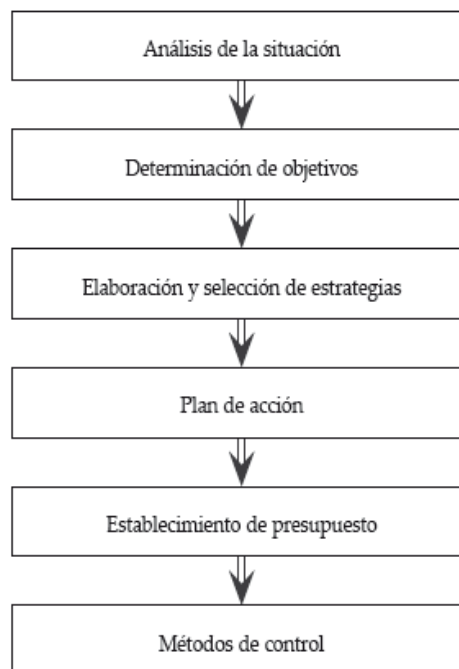 Análisis de la situación
Determinación de objetivos
Elaboración y selección de estrategias
Plan de acción
Establecimiento de presupuesto
Métodos de control